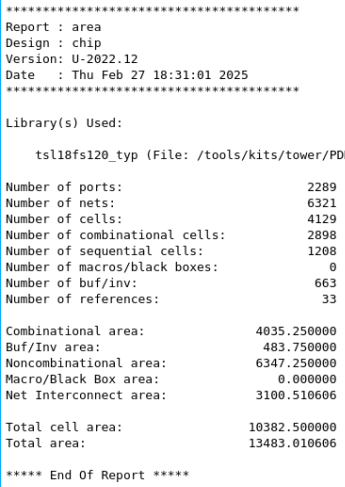 ***************************************
Report : area
Design : chip
Version: U-2022.12
Date   : Thu Feb 27 18:31:01 2025
***************************************
Library(s) Used:
tsl18fs120_typ (File: /tools/kits/tower/PD
Number of ports: 2289
Number of nets: 6321
Number of cells: 4129
Number of combinational cells: 2898
Number of sequential cells: 1208
Number of macros/black boxes: 0
Number of buf/inv: 663
Number of references: 33
Combinational area: 4035.250000
Buf/Inv area: 483.750000
Noncombinational area: 6347.250000
Macro/Black Box area: 0.000000
Net Interconnect area: 3100.510606
Total cell area: 10382.500000
Total area: 13483.010606
***** End Of Report *****